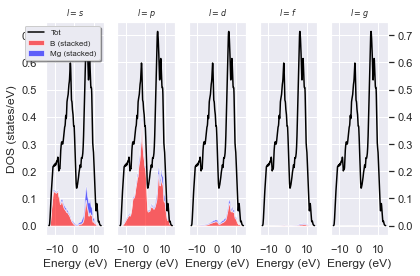 l = s
l = p
l = d
l = f
l = g
Tot
B (stacked)
Mg (stacked)
DOS (states/eV)
0.6
0.5
0.4
0.3
0.2
0.1
0.0
0.7
0.6
0.5
0.4
0.3
0.2
0.1
0.0
−10 0 10
−10 0 10
−10 0 10
−10 0 10
−10 0 10
Energy (eV)
Energy (eV)
Energy (eV)
Energy (eV)
Energy (eV)